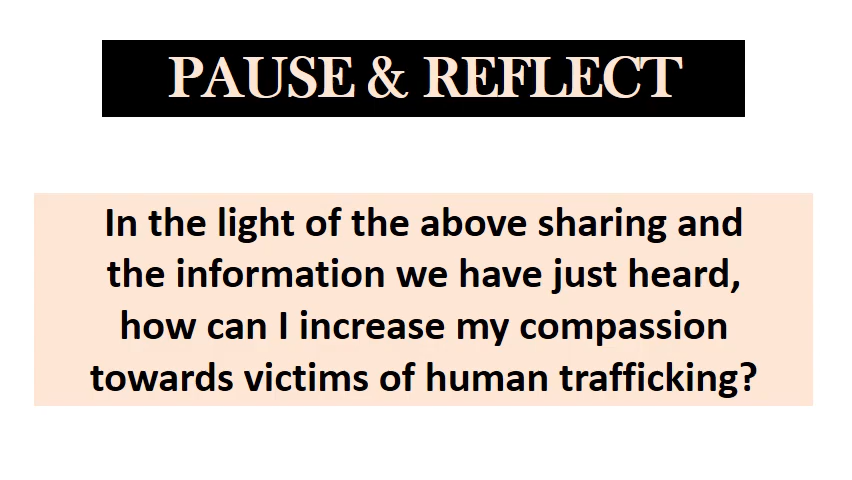 PAUSE & REFLECT
In the light of the above sharing and
the information we have just heard,
how can I increase my compassion
towards victims of human trafficking?